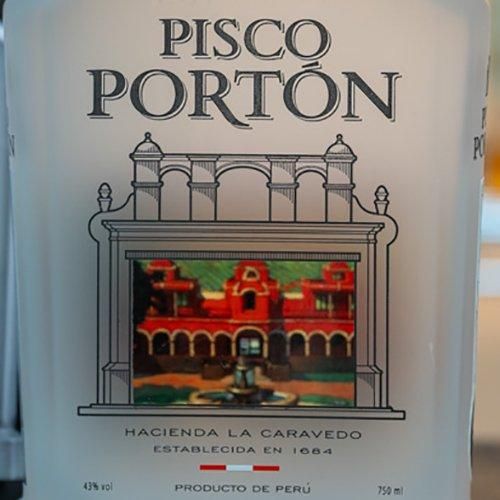 PISCO
PORTÓN
HACIENDA LA CARAVEDO
ESTABLECIDA EN 1684
43% vol
PRODUCTO DE PERÚ
750 ml